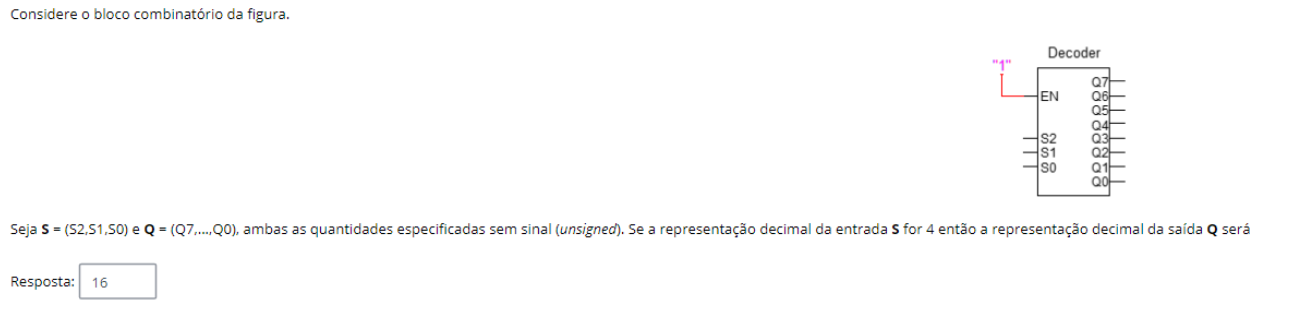 Considere o bloco combinatório da figura.
Decoder
"1"
EN
S2
S1
S0
Q7
Q6
Q5
Q4
Q3
Q2
Q1
Q0
Seja S = (S2,S1,S0) e Q = (Q7,...,Q0), ambas as quantidades especificadas sem sinal (unsigned). Se a representação decimal da entrada S for 4 então a representação decimal da saída Q será
Resposta: 16